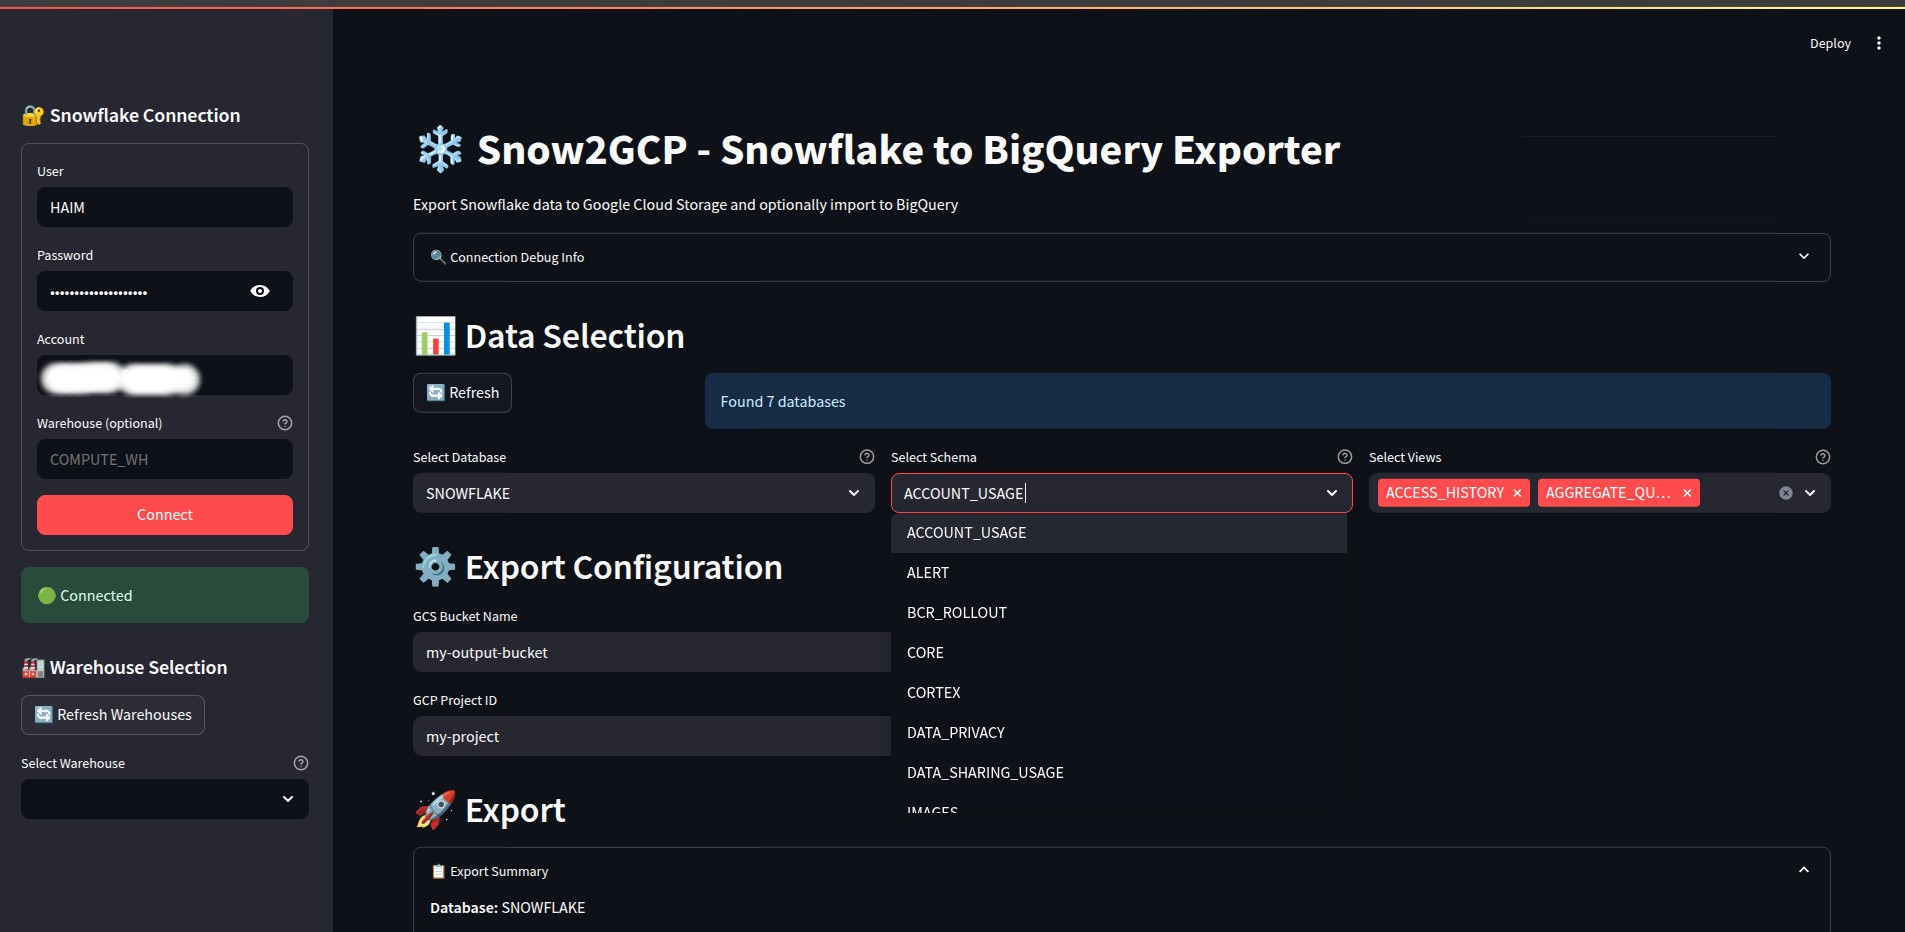 Deploy
Snowflake Connection
User
HAIM
Password
••••••••••••••••••••
Account
Warehouse (optional)
COMPUTE_WH
Connect
Connected
Warehouse Selection
Refresh Warehouses
Select Warehouse
Snow2GCP - Snowflake to BigQuery Exporter
Export Snowflake data to Google Cloud Storage and optionally import to BigQuery
Connection Debug Info
Data Selection
Refresh
Found 7 databases
Select Database
SNOWFLAKE
Select Schema
ACCOUNT_USAGE
ACCOUNT_USAGE
ALERT
BCR_ROLLOUT
CORE
CORTEX
DATA_PRIVACY
DATA_SHARING_USAGE
IMAGES
Select Views
ACCESS_HISTORY
AGGREGATE_QU...
Export Configuration
GCS Bucket Name
my-output-bucket
GCP Project ID
my-project
Export
Export Summary
Database: SNOWFLAKE